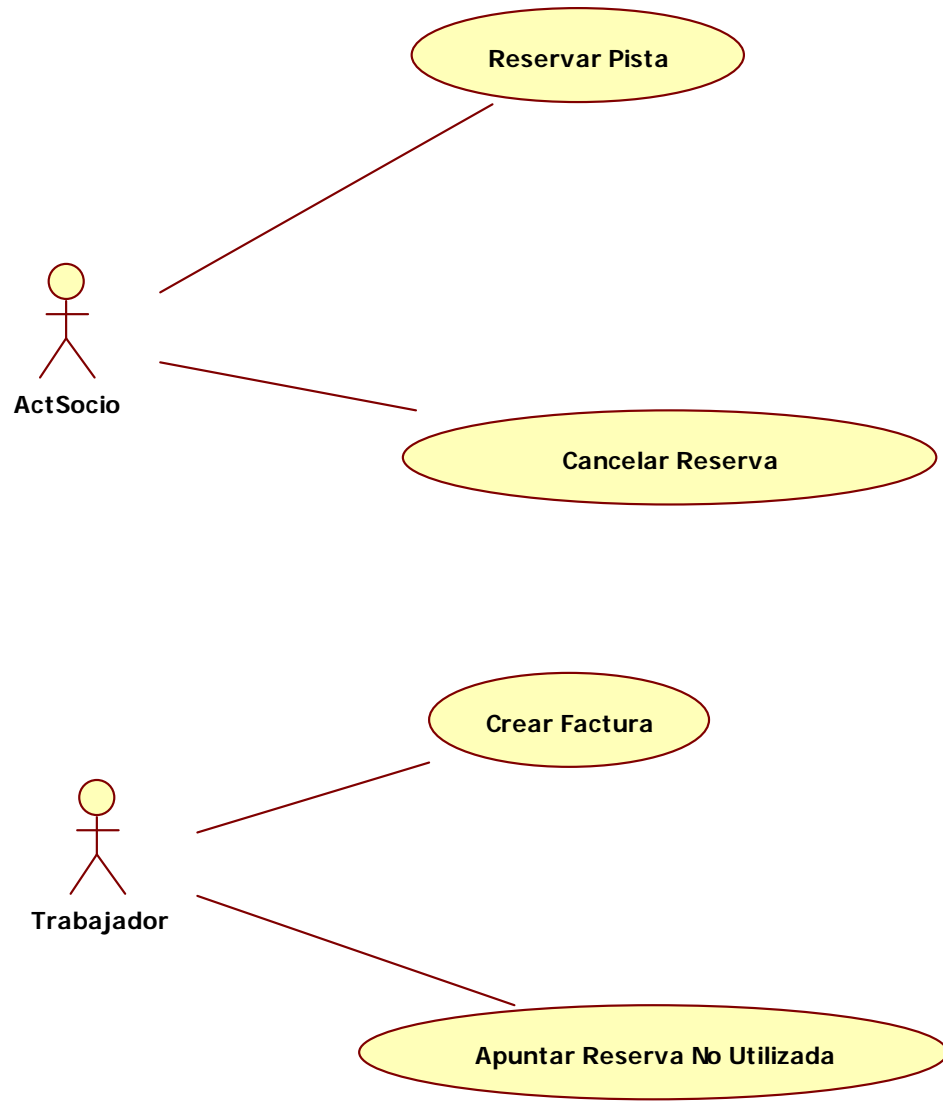 Reservar Pista
ActSocio
Cancelar Reserva
Crear Factura
Trabajador
Apuntar Reserva No Utilizada